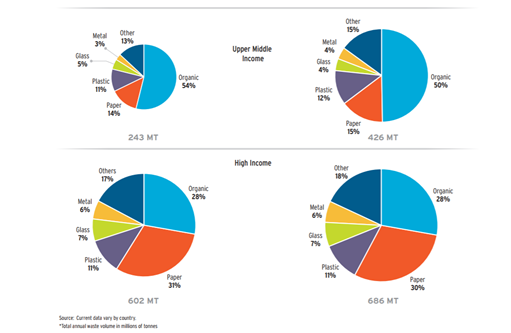 Other
13%
Metal
3%
Glass
5%
Plastic
11%
Paper
14%
Organic
54%
243 MT
Upper Middle
Income
Other
15%
Metal
4%
Glass
4%
Plastic
12%
Paper
15%
Organic
50%
426 MT
High Income
Others
17%
Metal
6%
Glass
7%
Plastic
11%
Paper
31%
Organic
28%
602 MT
Other
18%
Metal
6%
Glass
7%
Plastic
11%
Paper
30%
Organic
28%
686 MT
Source: Current data vary by country.
*Total annual waste volume in millions of tonnes